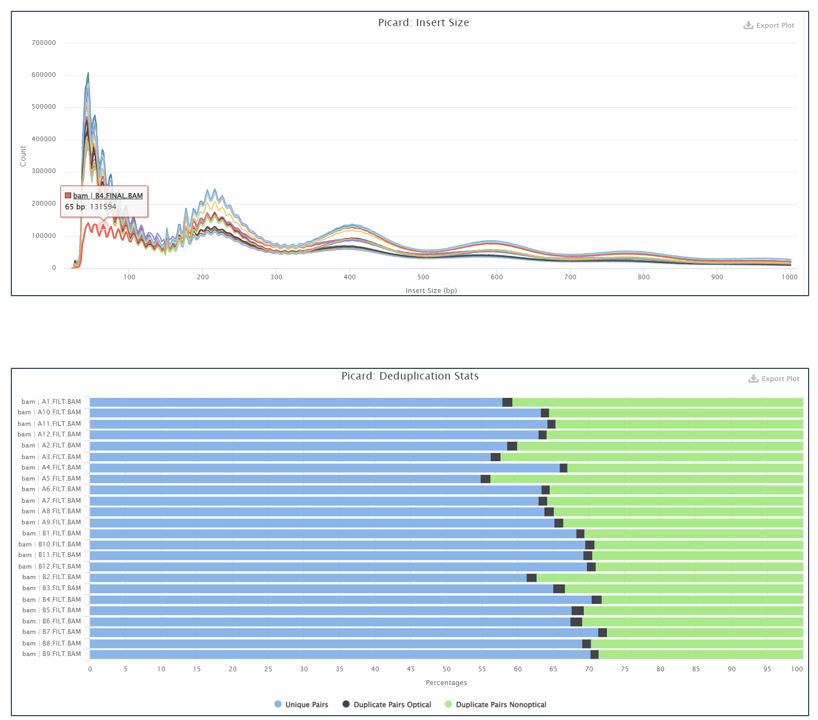 Picard: Insert Size
Export Plot
700000
600000
500000
400000
300000
200000
100000
0
Count
bam | B4.FINAL.BAM
65 bp: 131594
100 200 300 400 500 600 700 800 900 1000
Insert Size (bp)
Picard: Deduplication Stats
Export Plot
bam | A1.FILT.BAM
bam | A10.FILT.BAM
bam | A11.FILT.BAM
bam | A12.FILT.BAM
bam | A2.FILT.BAM
bam | A3.FILT.BAM
bam | A4.FILT.BAM
bam | A5.FILT.BAM
bam | A6.FILT.BAM
bam | A7.FILT.BAM
bam | A8.FILT.BAM
bam | A9.FILT.BAM
bam | B1.FILT.BAM
bam | B10.FILT.BAM
bam | B11.FILT.BAM
bam | B12.FILT.BAM
bam | B2.FILT.BAM
bam | B3.FILT.BAM
bam | B4.FILT.BAM
bam | B5.FILT.BAM
bam | B6.FILT.BAM
bam | B7.FILT.BAM
bam | B8.FILT.BAM
bam | B9.FILT.BAM
0 5 10 15 20 25 30 35 40 45 50 55 60 65 70 75 80 85 90 95 100
Percentages
Unique Pairs Duplicate Pairs Optical Duplicate Pairs Nonoptical